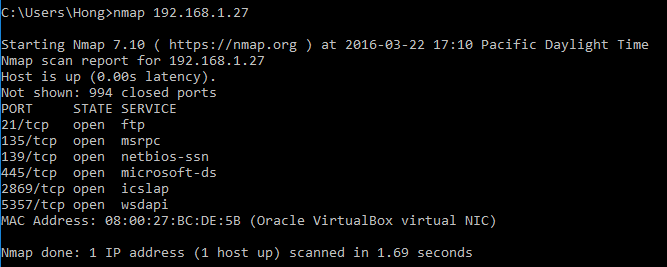 C:\Users\Hong>nmap 192.168.1.27
Starting Nmap 7.10 ( https://nmap.org ) at 2016-03-22 17:10 Pacific Daylight Time
Nmap scan report for 192.168.1.27
Host is up (0.00s latency).
Not shown: 994 closed ports
PORT     STATE SERVICE
21/tcp   open  ftp
135/tcp  open  msrpc
139/tcp  open  netbios-ssn
445/tcp  open  microsoft-ds
2869/tcp open  icslap
5357/tcp open  wsdapi
MAC Address: 08:00:27:BC:DE:5B (Oracle VirtualBox virtual NIC)
Nmap done: 1 IP address (1 host up) scanned in 1.69 seconds